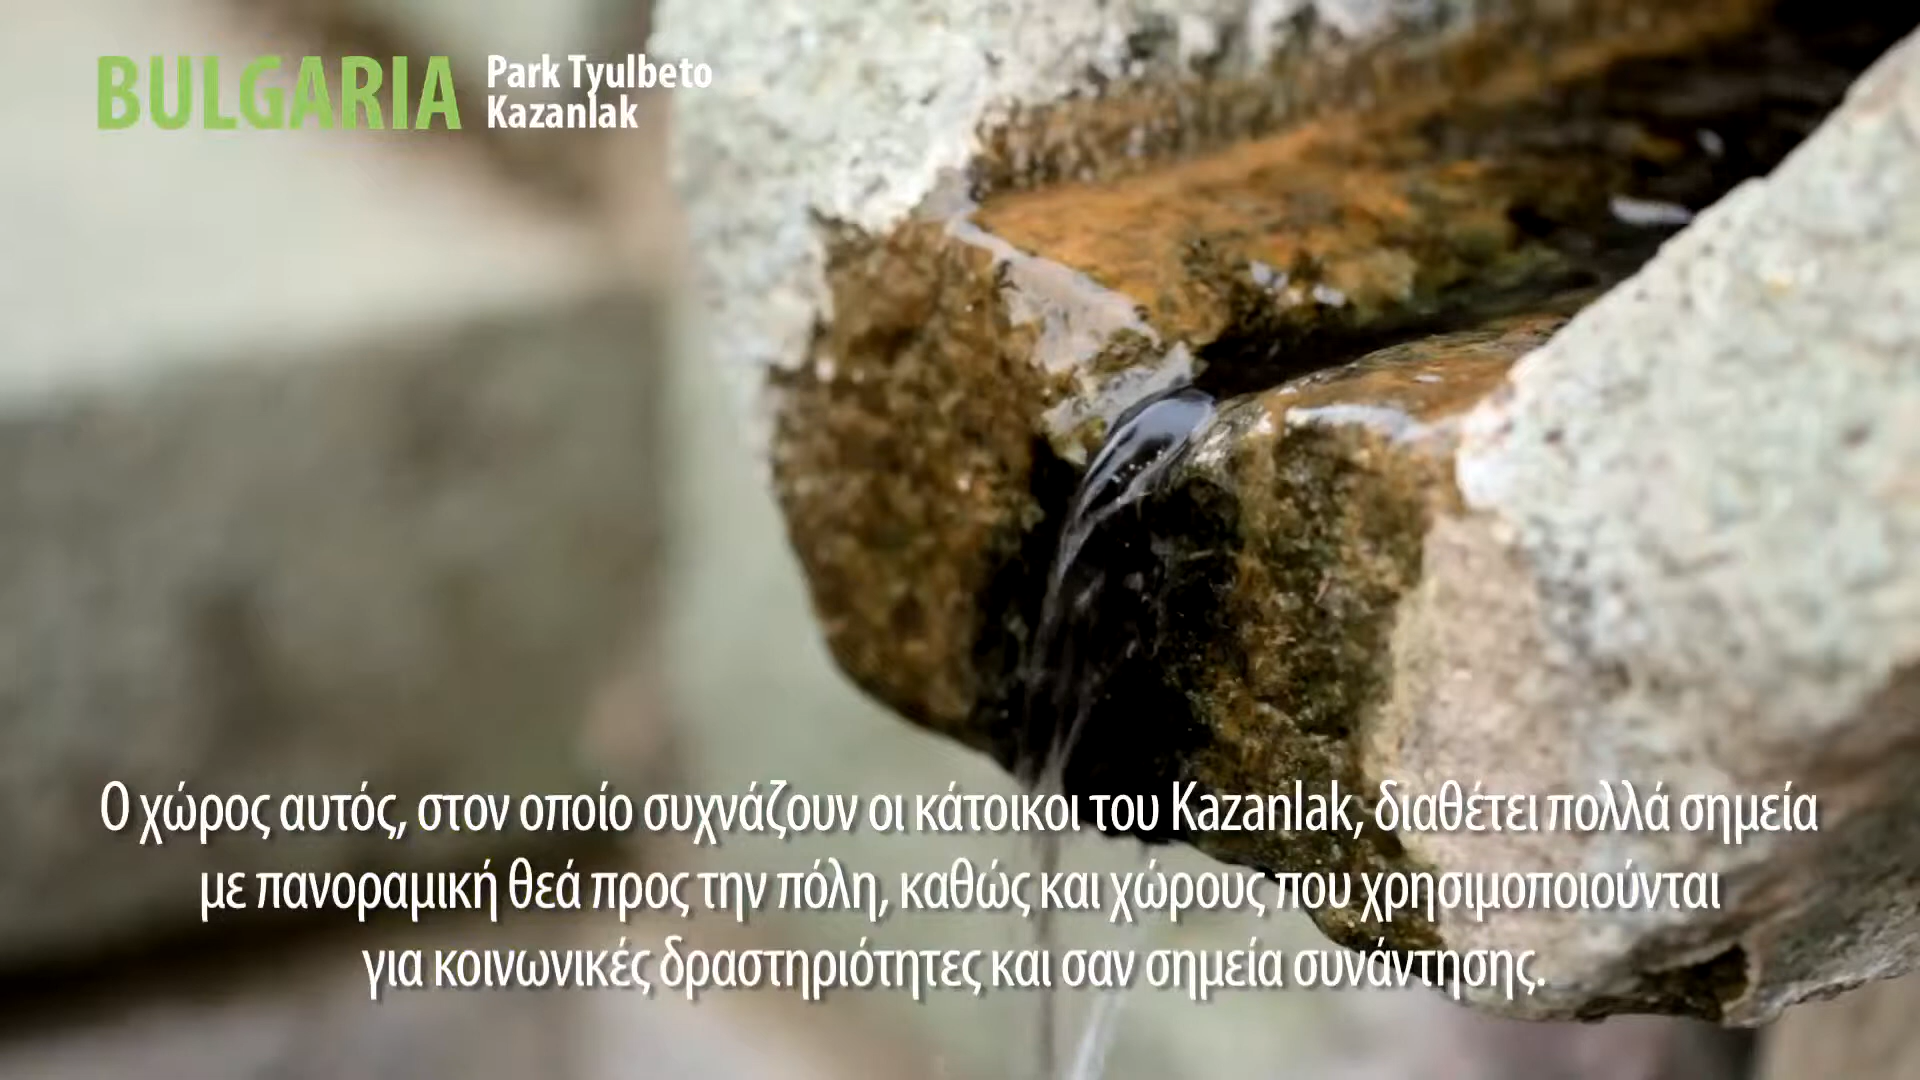 BULGARIA
Park Tyulbeto
Kazanlak
Ο χώρος αυτός, στον οποίο συχνάζουν οι κάτοικοι του Kazanlak, διαθέτει πολλά σημεία
με πανοραμική θεά προς την πόλη, καθώς και χώρους που χρησιμοποιούνται
για κοινωνικές δραστηριότητες και σαν σημεία συνάντησης.